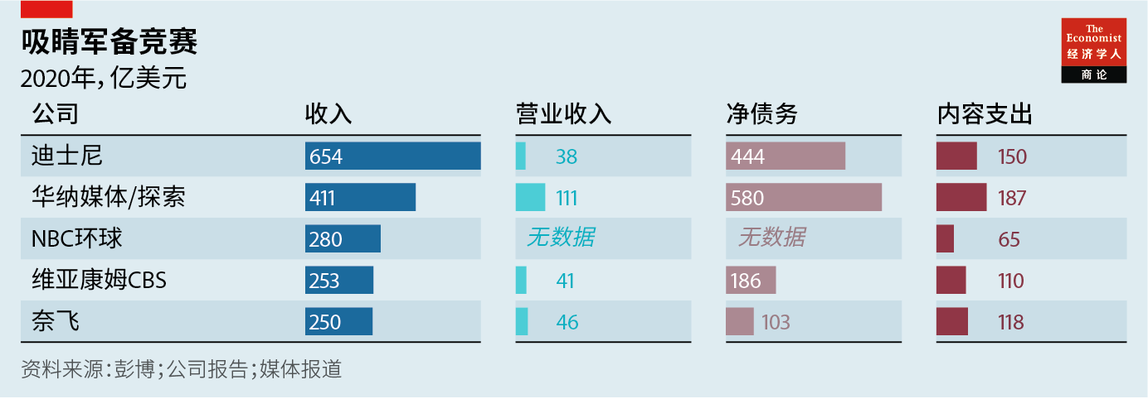 吸睛军备竞赛
2020年，亿美元
The
Economist
经济学人
商论
公司 收入 营业收入 净债务 内容支出
迪士尼 654 38 444 150
华纳媒体/探索 411 111 580 187
NBC环球 280 无数据 无数据 65
维亚康姆CBS 253 41 186 110
奈飞 250 46 103 118
资料来源：彭博；公司报告；媒体报道